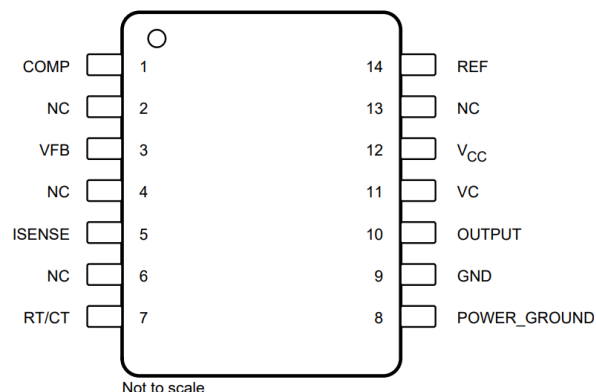 COMP 1 14 REF
NC 2 13 NC
VFB 3 12 VCC
NC 4 11 VC
ISENSE 5 10 OUTPUT
NC 6 9 GND
RT/CT 7 8 POWER_GROUND
Not to scale